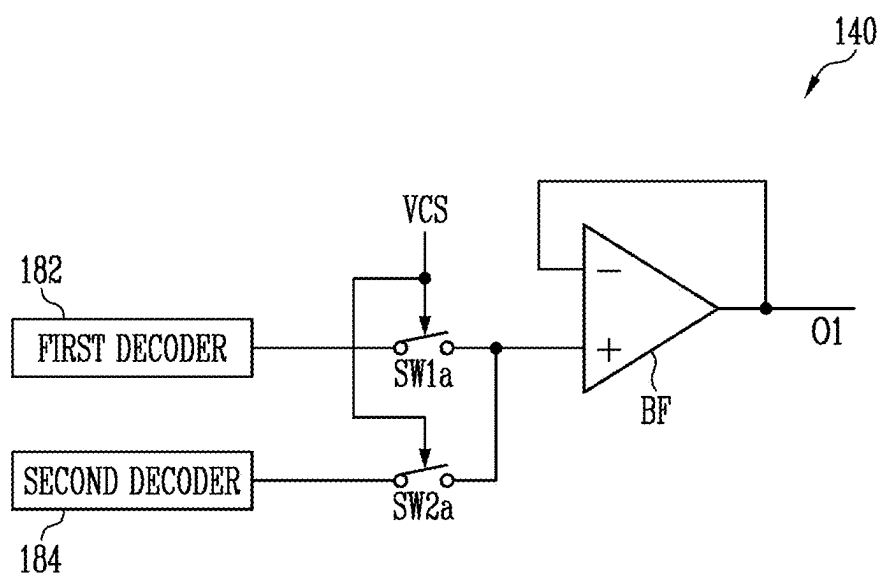 140
VCS
182
FIRST DECODER
SW1a
−
+
O1
BF
SECOND DECODER
SW2a
184